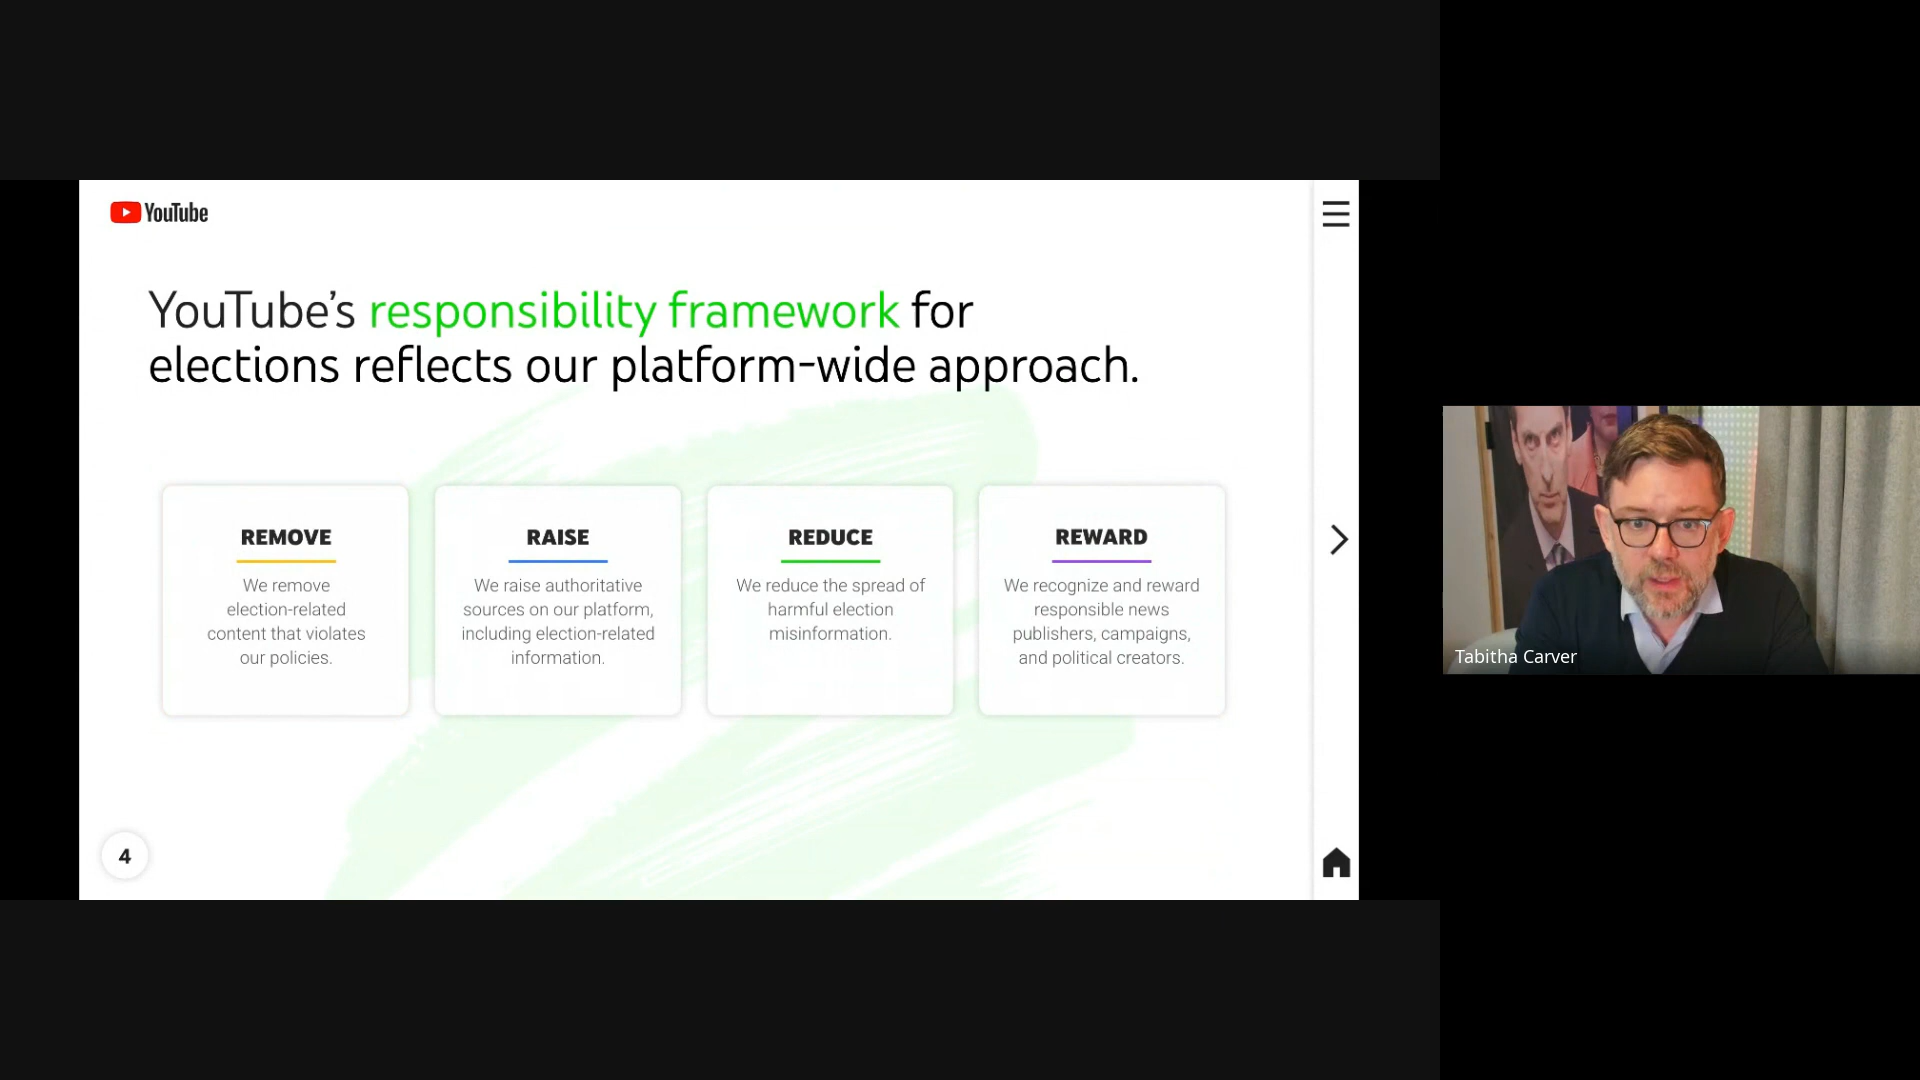 YouTube
YouTube’s responsibility framework for
elections reflects our platform-wide approach.
REMOVE
We remove
election-related
content that violates
our policies.
RAISE
We raise authoritative
sources on our platform,
including election-related
information.
REDUCE
We reduce the spread of
harmful election
misinformation.
REWARD
We recognize and reward
responsible news
publishers, campaigns,
and political creators.
4
Tabitha Carver